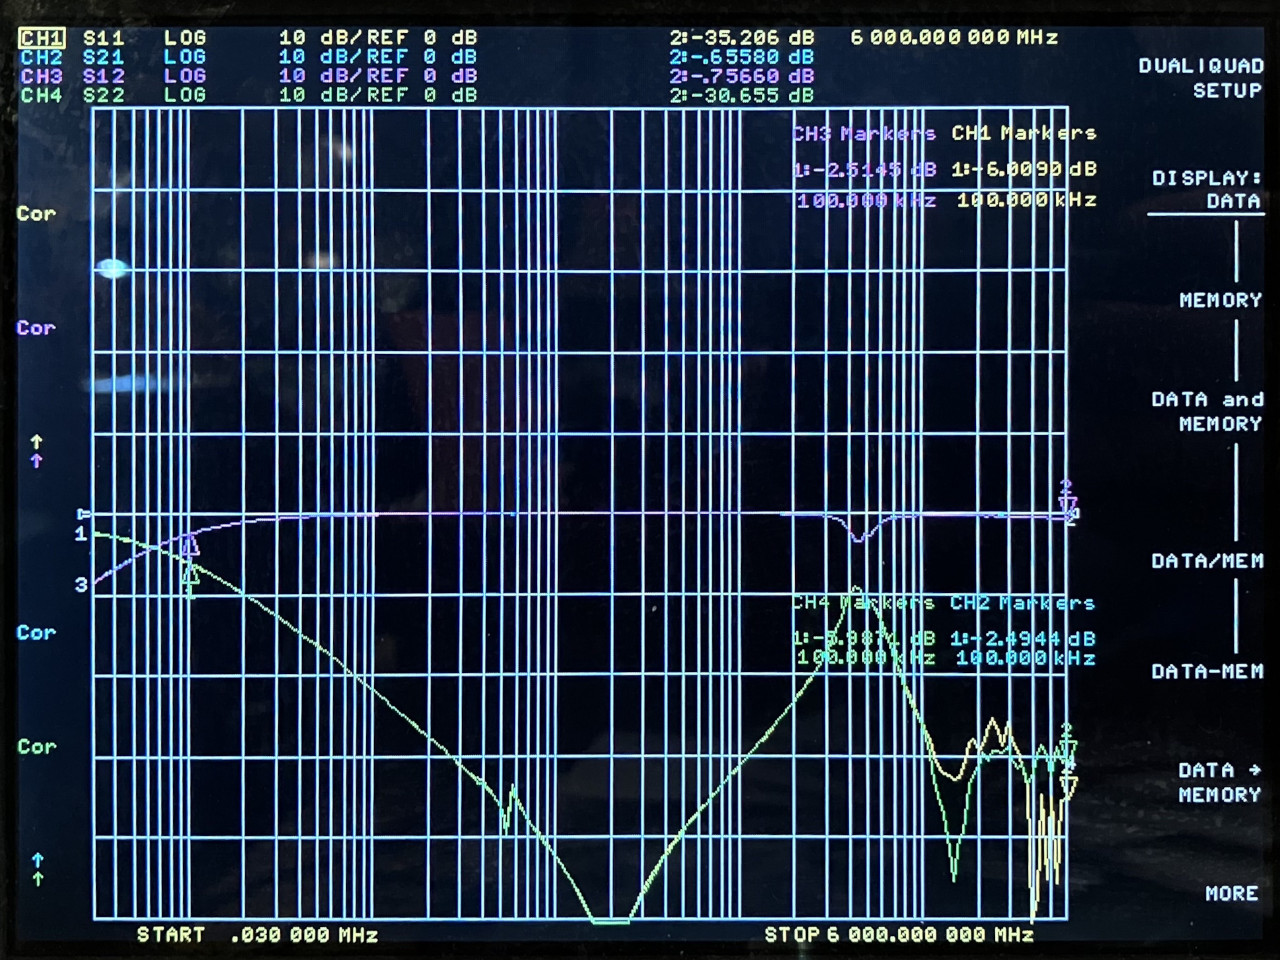 CH1 S11 LOG 10 dB/REF 0 dB 2:-35.206 dB 6 000.000 000 MHz
CH2 S21 LOG 10 dB/REF 0 dB 2:-.65580 dB
CH3 S12 LOG 10 dB/REF 0 dB 2:-.75660 dB
CH4 S22 LOG 10 dB/REF 0 dB 2:-30.655 dB
DUAL|QUAD
SETUP
CH3 Markers CH1 Markers
1:-2.5145 dB 1:-6.0090 dB
100.000 kHz 100.000 kHz
DISPLAY:
DATA
Cor
MEMORY
Cor
DATA and
MEMORY
2
1
3
DATA/MEM
CH4 Markers CH2 Markers
1:-5.9871 dB 1:-2.4944 dB
100.000 kHz 100.000 kHz
Cor
DATA-MEM
Cor
2
DATA →
MEMORY
MORE
START .030 000 MHz STOP 6 000.000 000 MHz